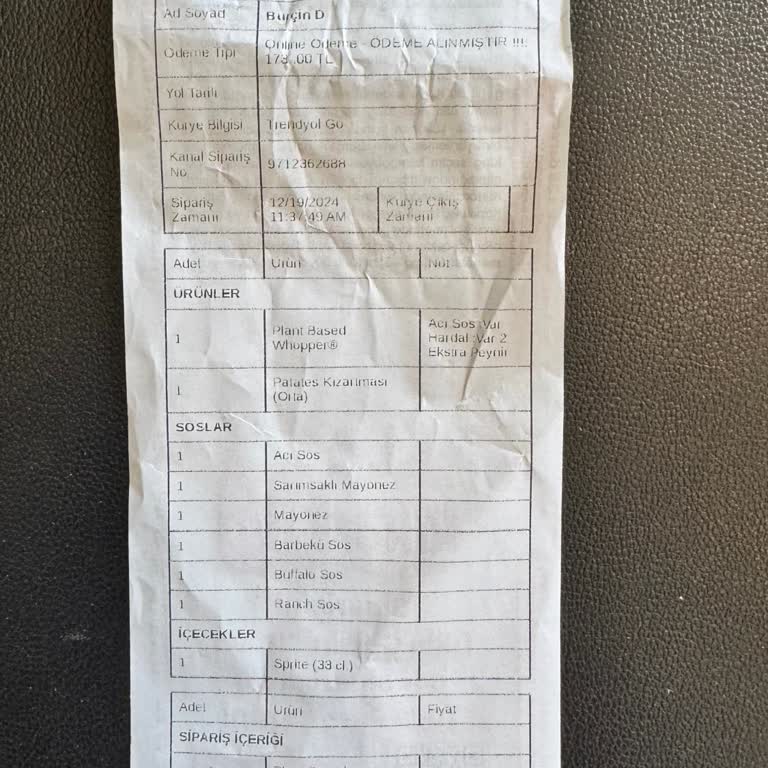 Ad Soyad Burçin D
Ödeme Tipi Online Ödeme - ÖDEME ALINMIŞTIR !!!:
TL
Yol Tarifi
Kurye Bilgisi Trendyol Go
Kanal Sipariş No 9712362688
Sipariş Zamanı 12/19/2024 11:37:49 AM Kurye Çıkış Zamanı
Adet Ürün Not
ÜRÜNLER
1 Plant Based Whopper® Acı Sos :Var Hardal :Var 2 Ekstra Peynir
1 Patates Kızartması (Orta)
SOSLAR
1 Acı Sos
1 Sarımsaklı Mayonez
1 Mayonez
1 Barbekü Sos
1 Buffalo Sos
1 Ranch Sos
İÇECEKLER
1 Sprite (33 cl.)
Adet Ürün Fiyat
SİPARİŞ İÇERİĞİ